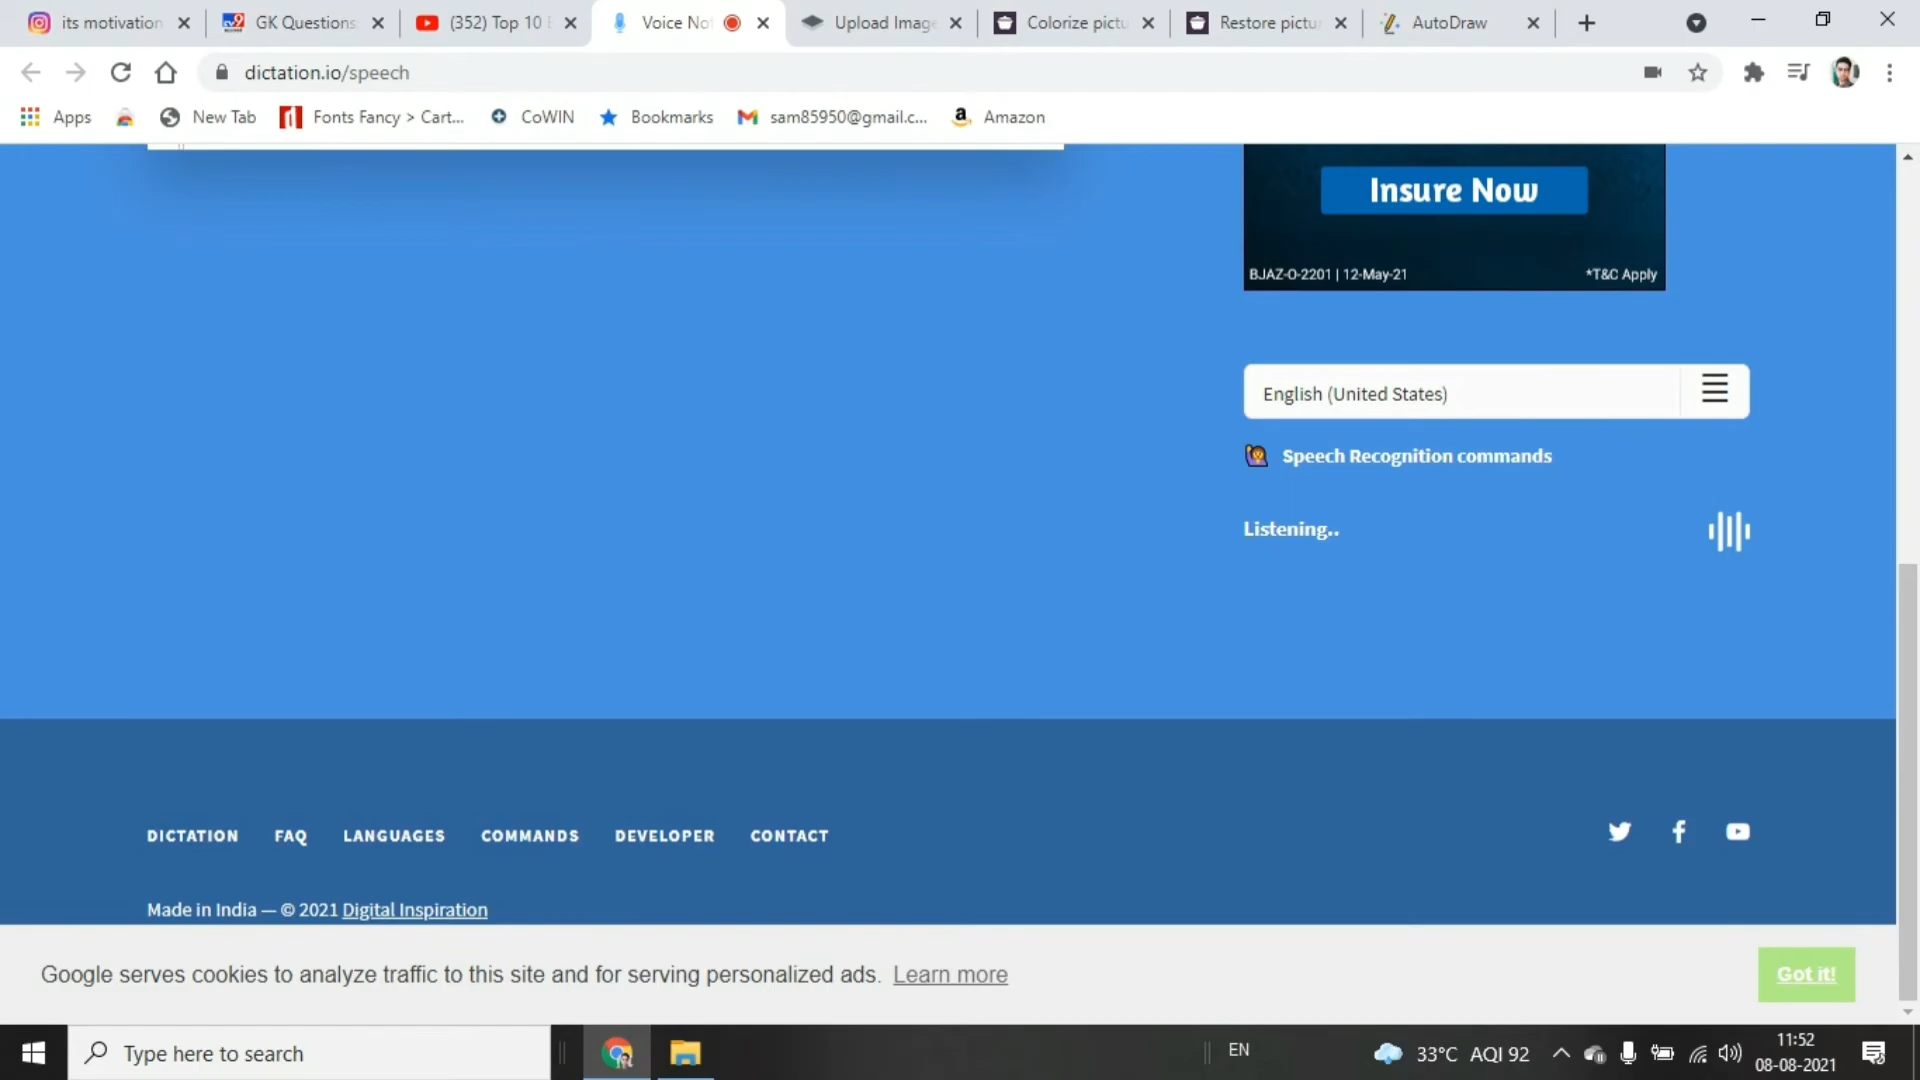 its motivation
GK Questions
(352) Top 10
Voice No
Upload Image
Colorize pictu
Restore pictu
AutoDraw
dictation.io/speech
Apps
New Tab
Fonts Fancy > Cart...
CoWIN
Bookmarks
sam85950@gmail.c...
Amazon
Insure Now
BJAZ-O-2201 | 12-May-21
*T&C Apply
English (United States)
Speech Recognition commands
Listening..
DICTATION FAQ LANGUAGES COMMANDS DEVELOPER CONTACT
Made in India — © 2021 Digital Inspiration
Google serves cookies to analyze traffic to this site and for serving personalized ads. Learn more
Got it!
Type here to search
EN
33°C AQI 92
11:52
08-08-2021